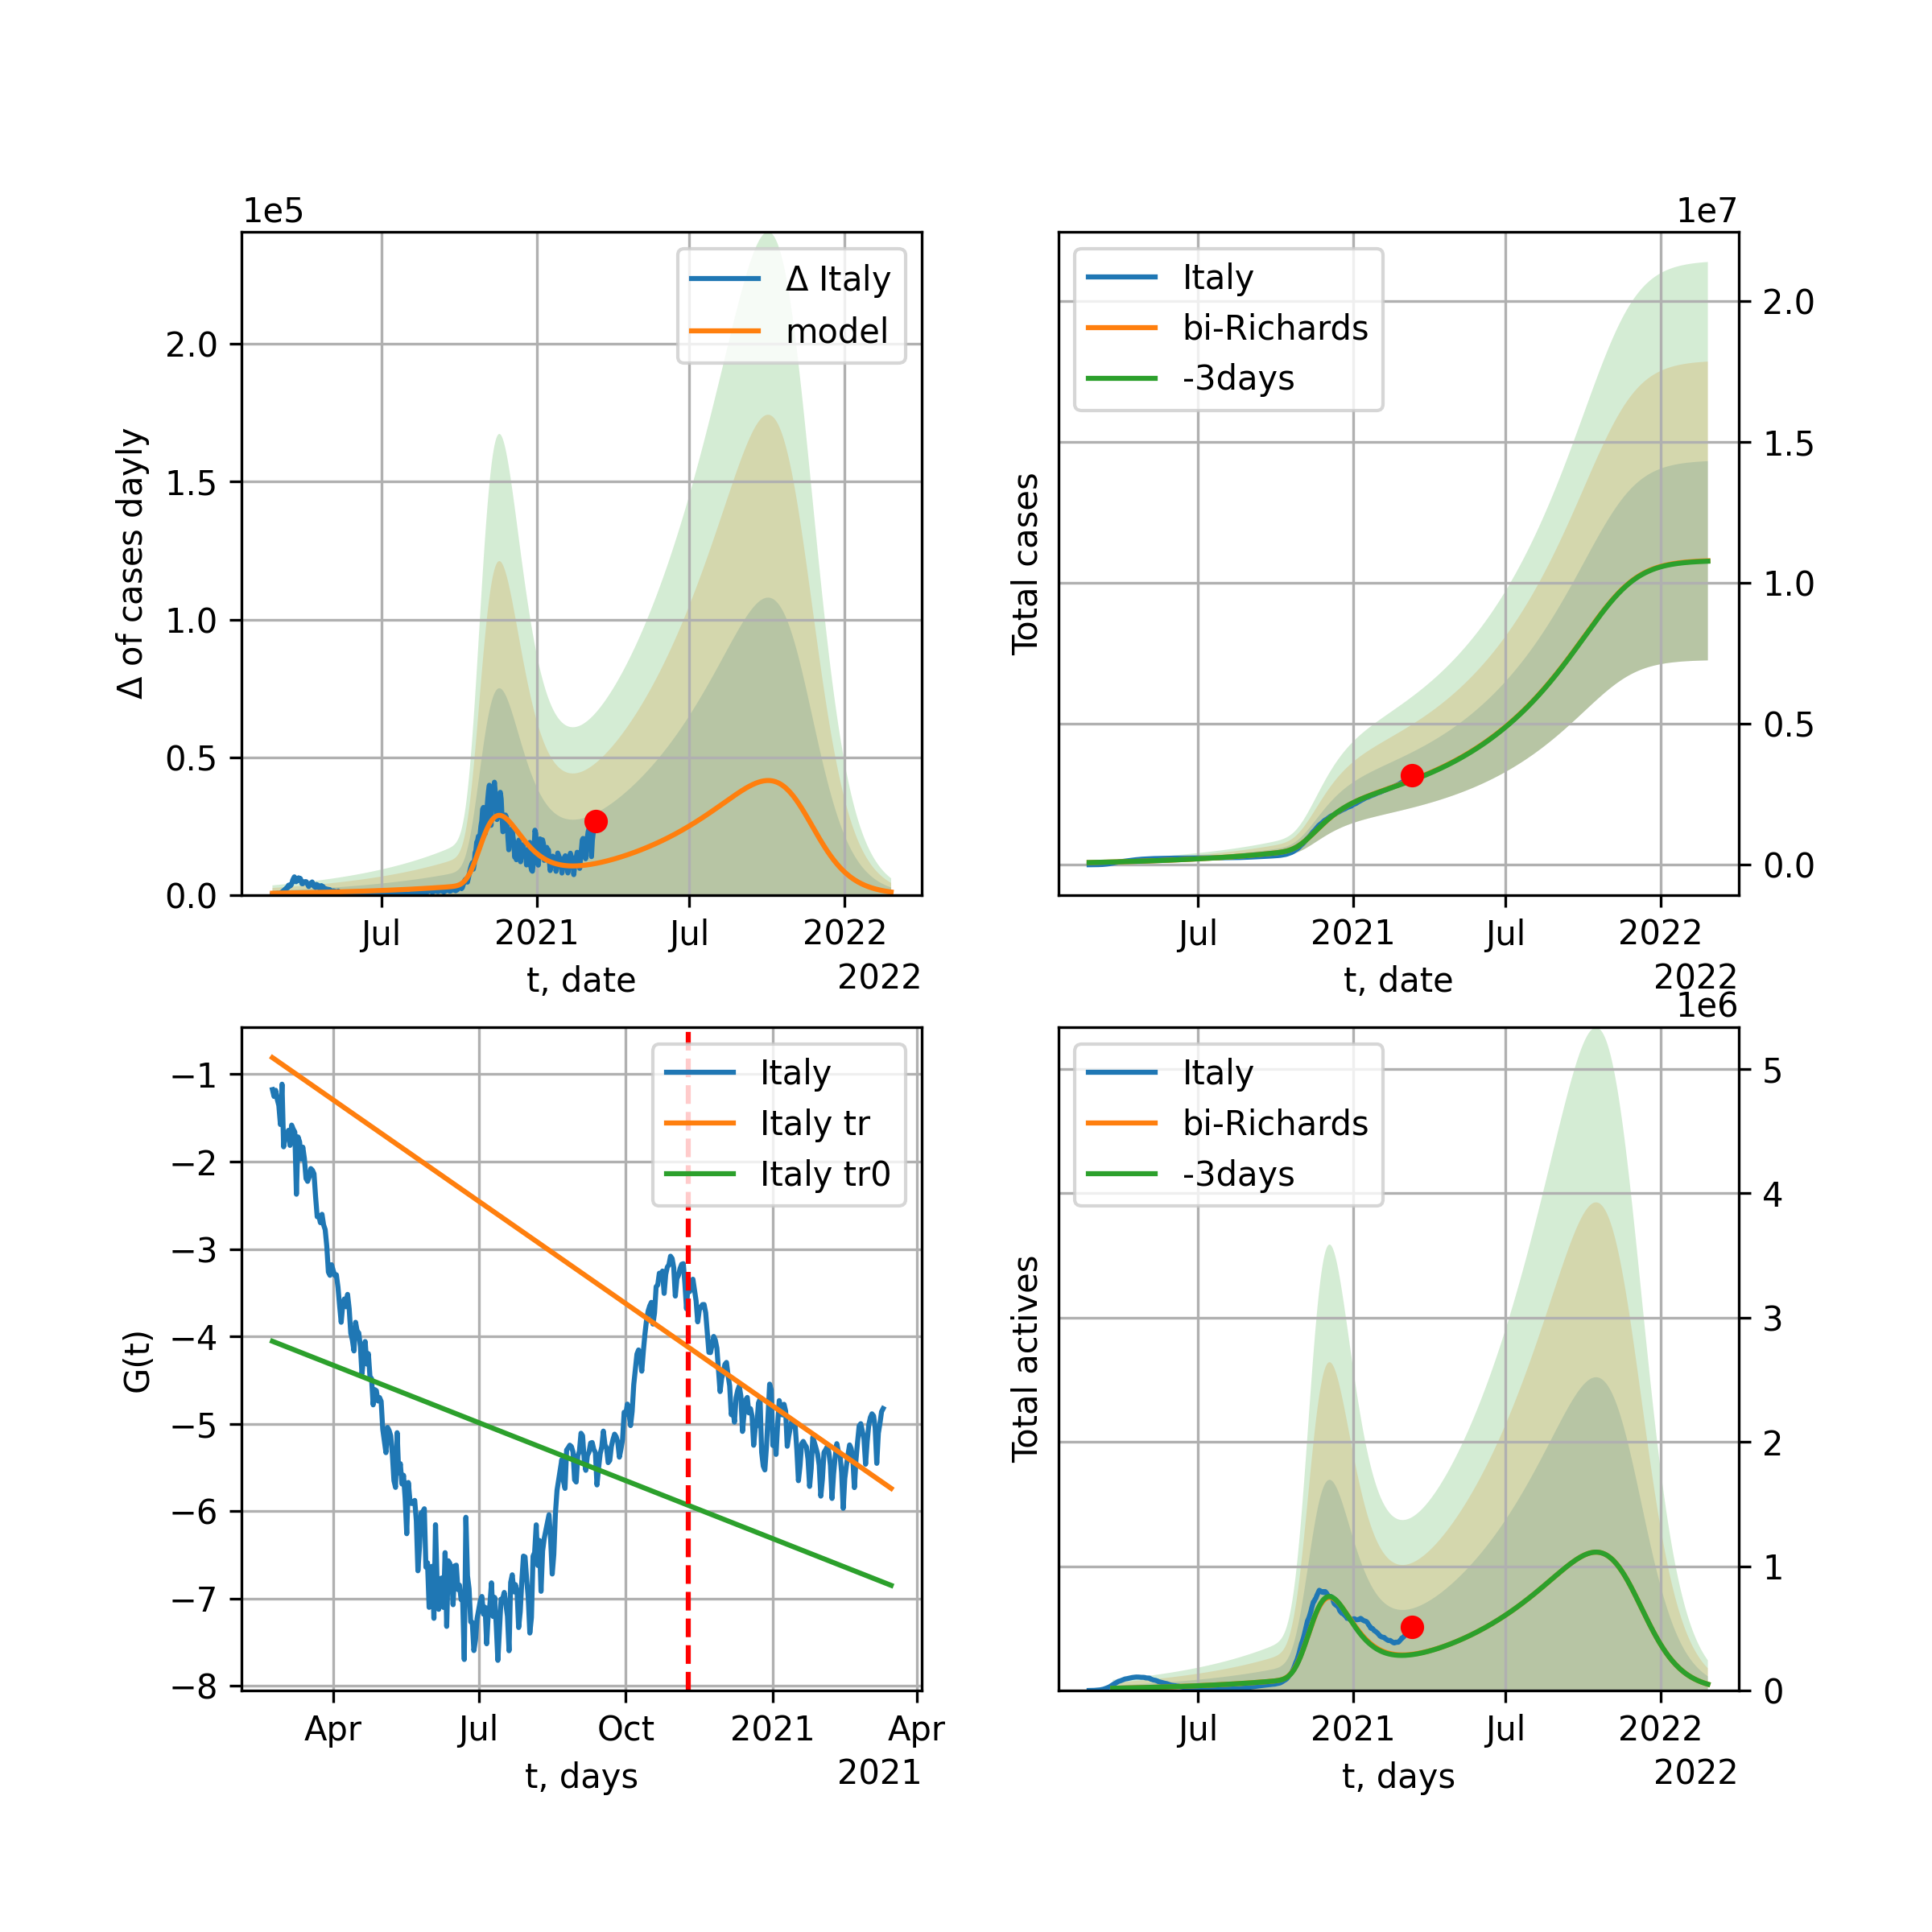 1e5
Δ Italy
model
2.0
1.5
1.0
0.5
0.0
Δ of cases dayly
Jul
2021
Jul
2022
t, date
2022
1e7
Italy
bi-Richards
-3days
2.0
1.5
1.0
0.5
0.0
Total cases
Jul
2021
Jul
2022
t, date
2022
Italy
Italy tr
Italy tr0
−1
−2
−3
−4
−5
−6
−7
−8
G(t)
Apr
Jul
Oct
2021
Apr
t, days
2021
1e6
Italy
bi-Richards
-3days
5
4
3
2
1
0
Total actives
Jul
2021
Jul
2022
t, days
2022